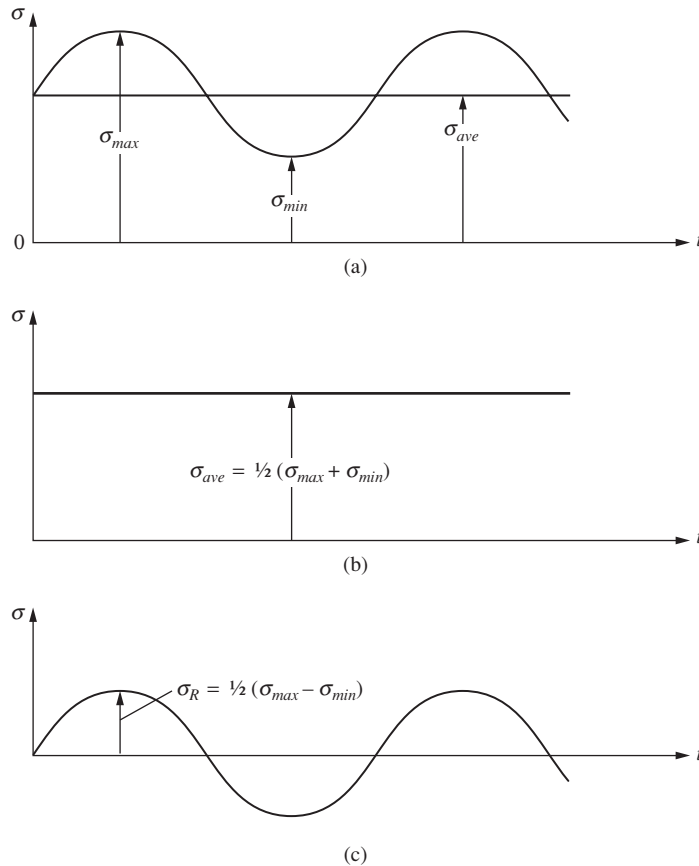 σ
σmax
σave
σmin
0
t
(a)
σ
σave = ½ (σmax + σmin)
t
(b)
σ
σR = ½ (σmax − σmin)
t
(c)